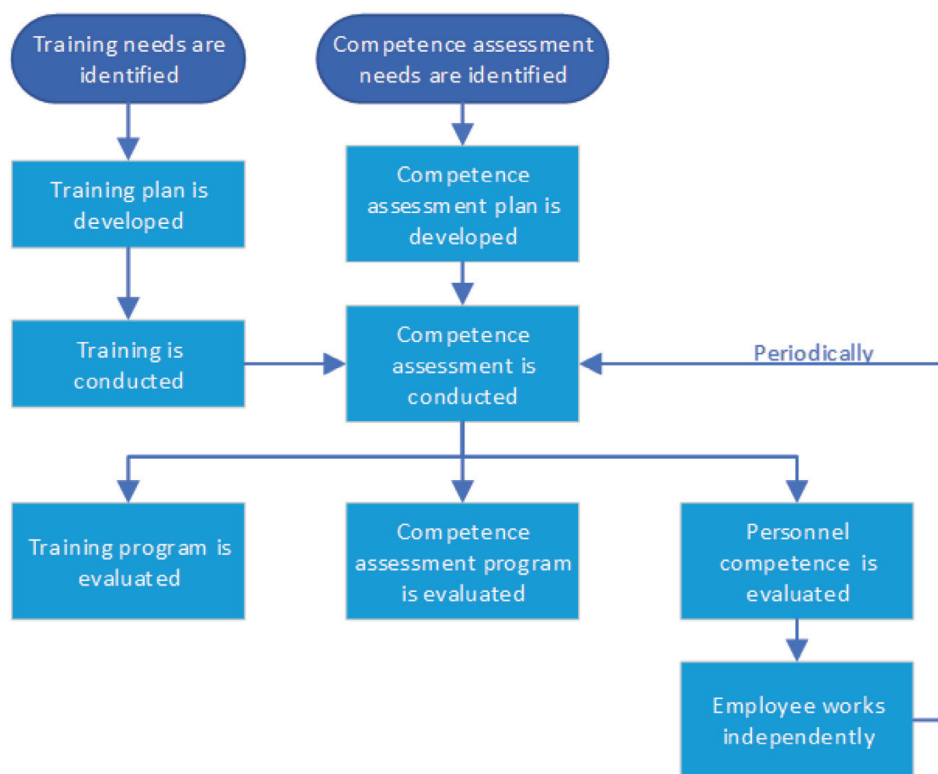 Training needs are
identified
Competence assessment
needs are identified
Training plan is
developed
Competence
assessment plan is
developed
Training is
conducted
Competence
assessment is
conducted
Periodically
Training program is
evaluated
Competence
assessment program
is evaluated
Personnel
competence is
evaluated
Employee works
independently